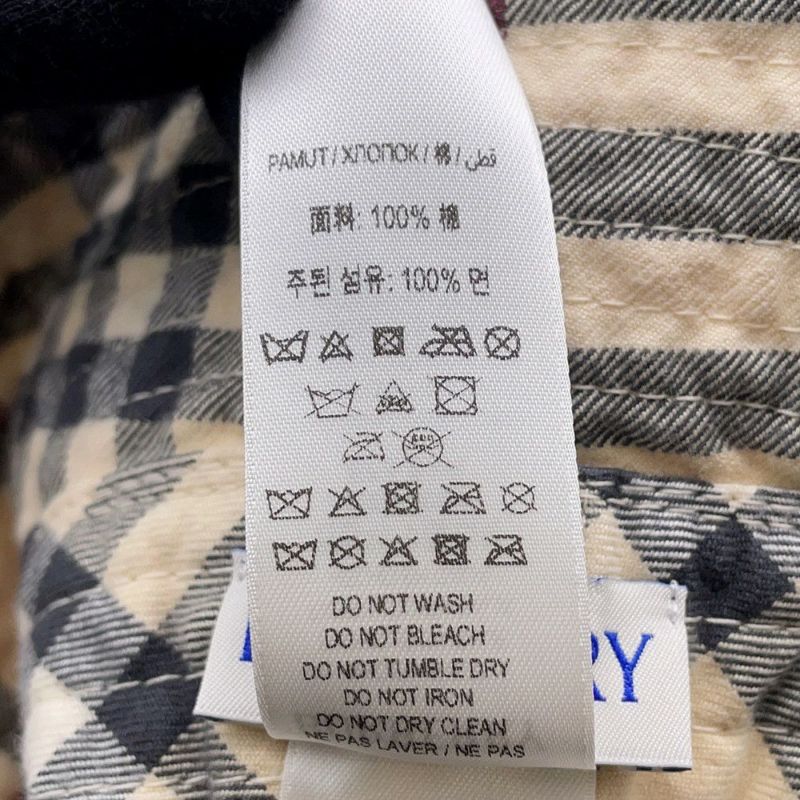 PAMUT / ХЛОПОК / 棉 / قطن
面料: 100% 棉
주된 섬유: 100% 면
DO NOT WASH
DO NOT BLEACH
DO NOT TUMBLE DRY
DO NOT IRON
DO NOT DRY CLEAN
NE PAS LAVER / NE PAS
RY